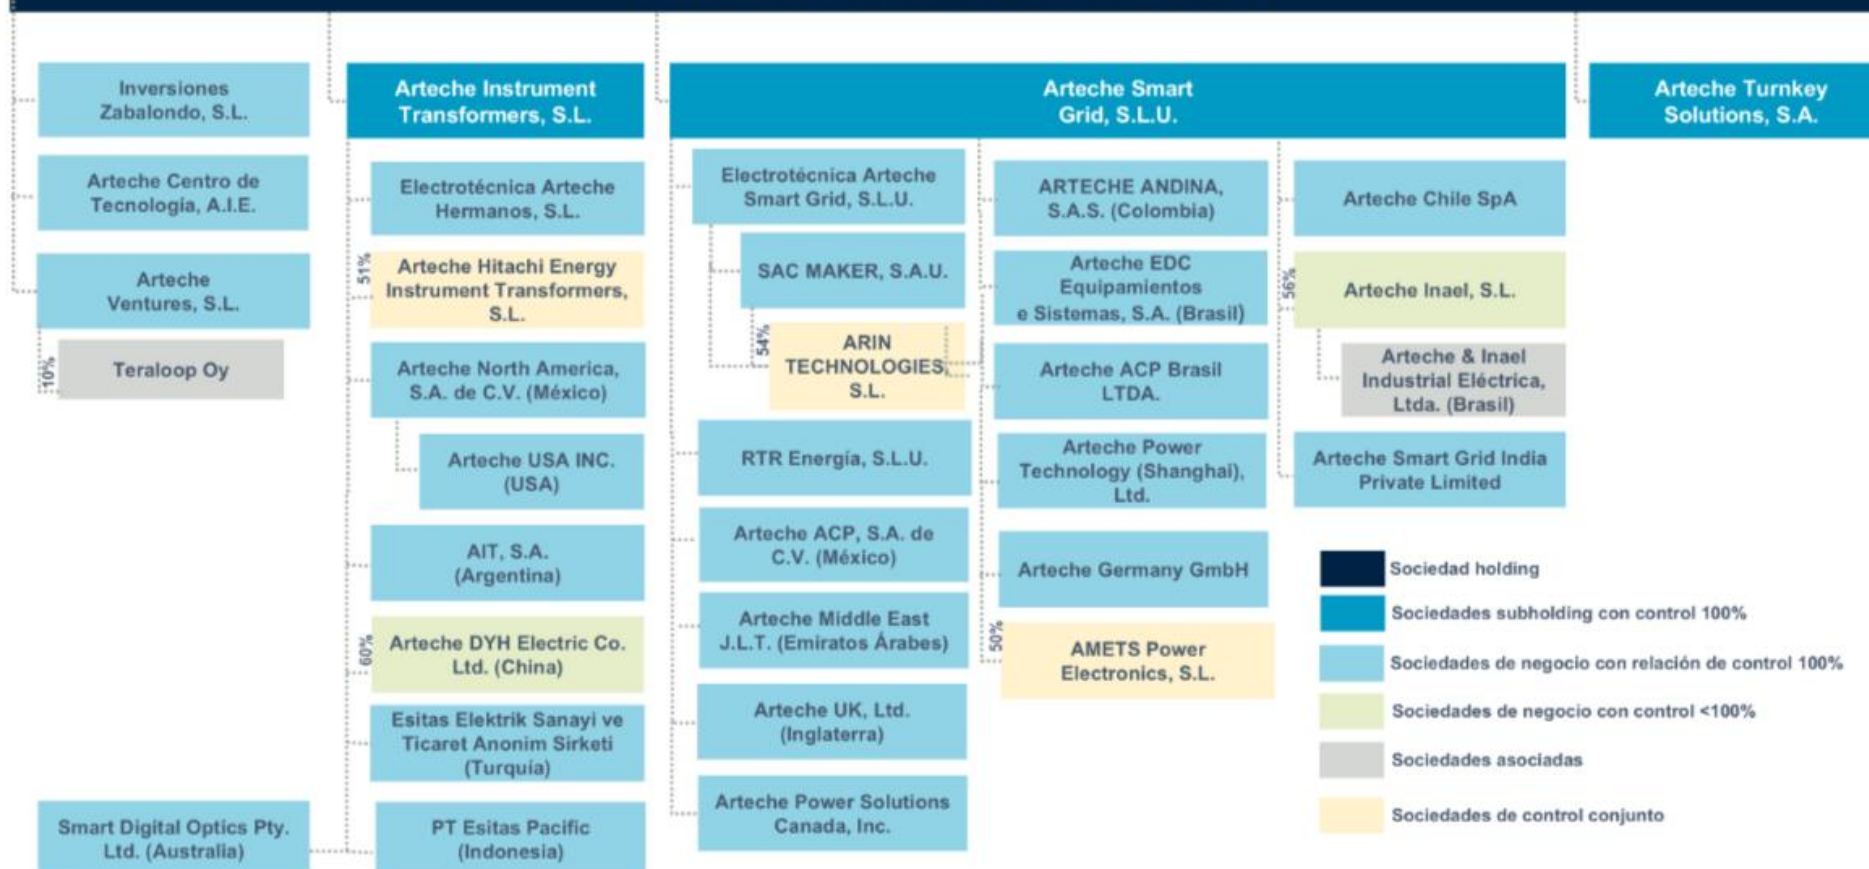 Inversiones
Zabalondo, S.L.
Arteche Centro de
Tecnología, A.I.E.
Arteche
Ventures, S.L.
10%
Teraloop Oy
Smart Digital Optics Pty.
Ltd. (Australia)
Arteche Instrument
Transformers, S.L.
Electrotécnica Arteche
Hermanos, S.L.
51%
Arteche Hitachi Energy
Instrument Transformers,
S.L.
Arteche North America,
S.A. de C.V. (México)
Arteche USA INC.
(USA)
AIT, S.A.
(Argentina)
60%
Arteche DYH Electric Co.
Ltd. (China)
Esitas Elektrik Sanayi ve
Ticaret Anonim Sirketi
(Turquía)
PT Esitas Pacific
(Indonesia)
Arteche Smart
Grid, S.L.U.
Electrotécnica Arteche
Smart Grid, S.L.U.
SAC MAKER, S.A.U.
54%
ARIN
TECHNOLOGIES,
S.L.
RTR Energía, S.L.U.
Arteche ACP, S.A. de
C.V. (México)
Arteche Middle East
J.L.T. (Emiratos Árabes)
Arteche UK, Ltd.
(Inglaterra)
Arteche Power Solutions
Canada, Inc.
ARTECHE ANDINA,
S.A.S. (Colombia)
Arteche EDC
Equipamientos
e Sistemas, S.A. (Brasil)
Arteche ACP Brasil
LTDA.
Arteche Power
Technology (Shanghai),
Ltd.
Arteche Germany GmbH
50%
AMETS Power
Electronics, S.L.
Arteche Chile SpA
56%
Arteche Inael, S.L.
Arteche & Inael
Industrial Eléctrica,
Ltda. (Brasil)
Arteche Smart Grid India
Private Limited
Arteche Turnkey
Solutions, S.A.
Sociedad holding
Sociedades subholding con control 100%
Sociedades de negocio con relación de control 100%
Sociedades de negocio con control <100%
Sociedades asociadas
Sociedades de control conjunto